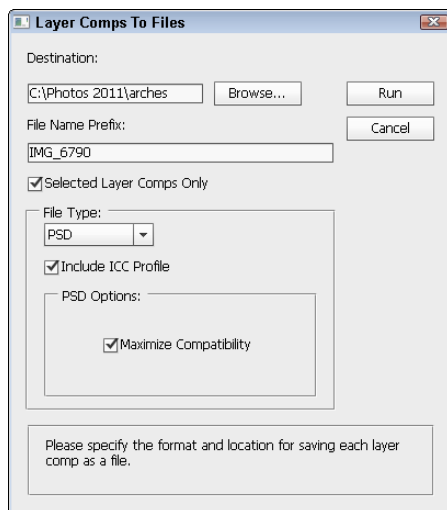 Layer Comps To Files
Destination:
C:\Photos 2011\arches
Browse...
Run
File Name Prefix:
Cancel
IMG_6790
Selected Layer Comps Only
File Type:
PSD
Include ICC Profile
PSD Options:
Maximize Compatibility
Please specify the format and location for saving each layer
comp as a file.